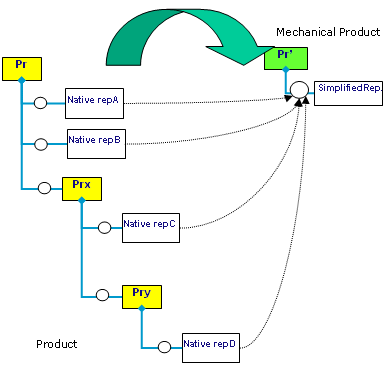 Mechanical Product
Pr
Pr'
SimplifiedRep.
Native repA
Native repB
Prx
Native repC
Pry
Native repD
Product